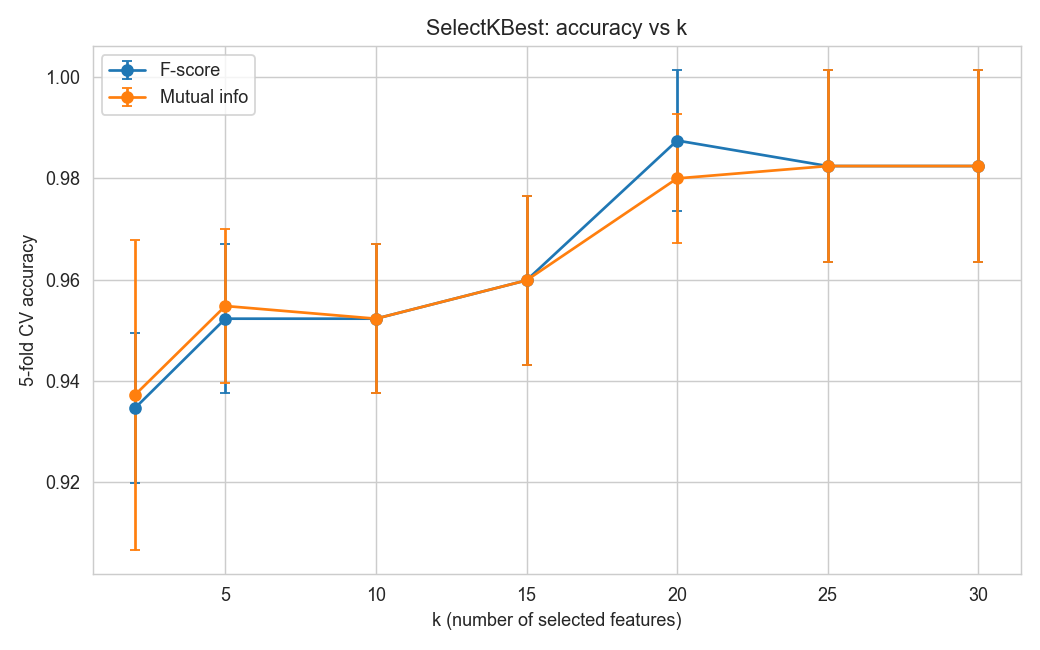 SelectKBest: accuracy vs k
F-score
Mutual info
1.00
0.98
0.96
0.94
0.92
5-fold CV accuracy
5 10 15 20 25 30
k (number of selected features)